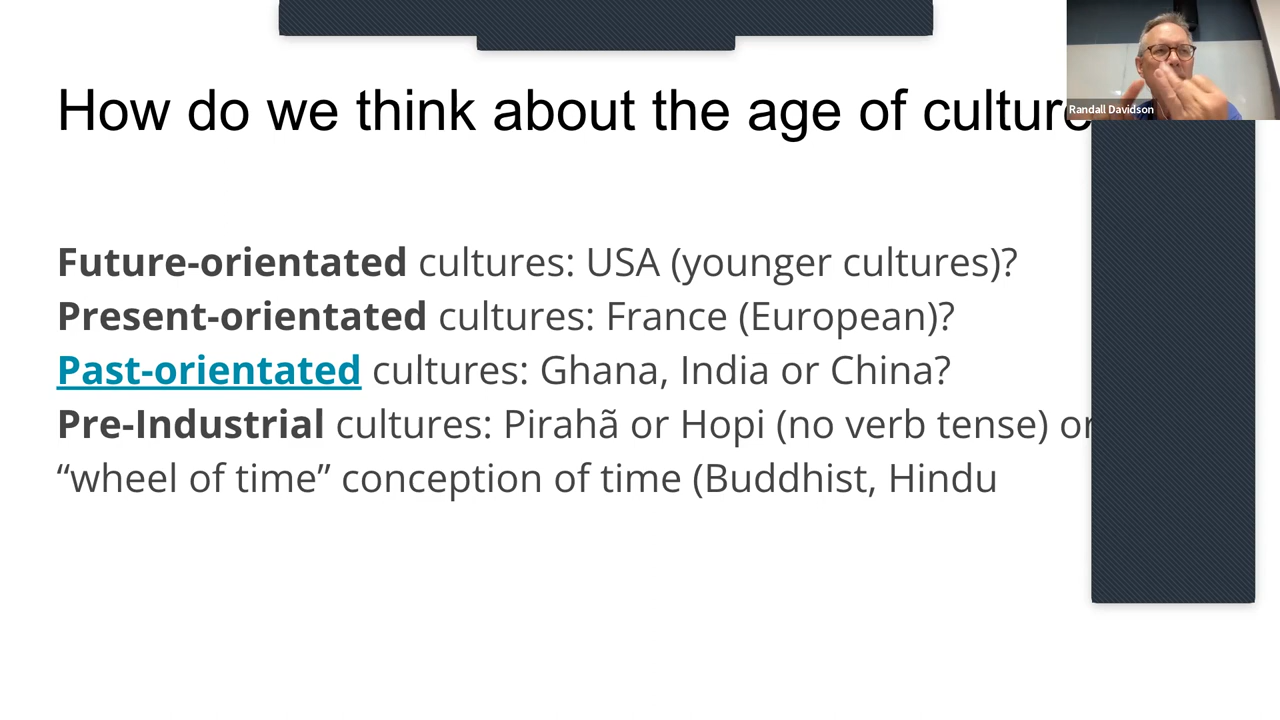 How do we think about the age of culture
Randall Davidson
Future-orientated cultures: USA (younger cultures)?
Present-orientated cultures: France (European)?
Past-orientated cultures: Ghana, India or China?
Pre-Industrial cultures: Pirahã or Hopi (no verb tense) or
“wheel of time” conception of time (Buddhist, Hindu